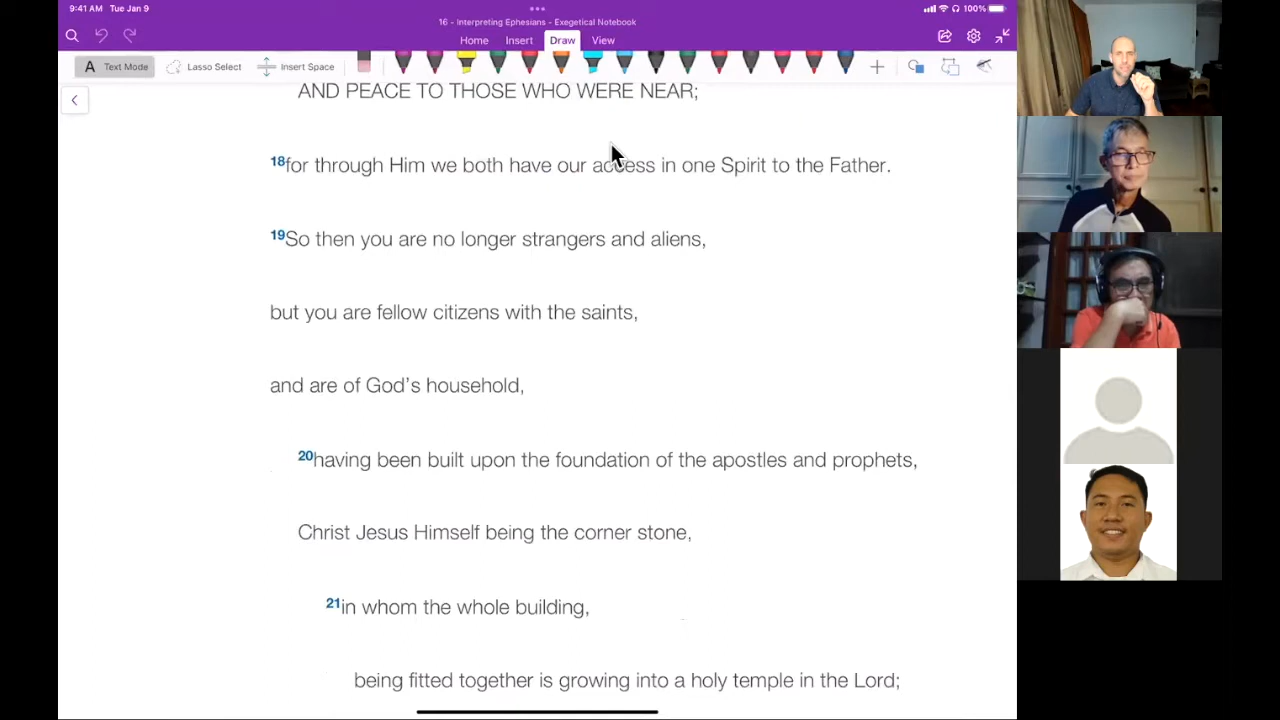 9:41 AM Tue Jan 9
100%
16 - Interpreting Ephesians - Exegetical Notebook
Home Insert Draw View
A Text Mode Lasso Select Insert Space
AND PEACE TO THOSE WHO WERE NEAR;
18for through Him we both have our access in one Spirit to the Father.
19So then you are no longer strangers and aliens,
but you are fellow citizens with the saints,
and are of God's household,
20having been built upon the foundation of the apostles and prophets,
Christ Jesus Himself being the corner stone,
21in whom the whole building,
being fitted together is growing into a holy temple in the Lord;